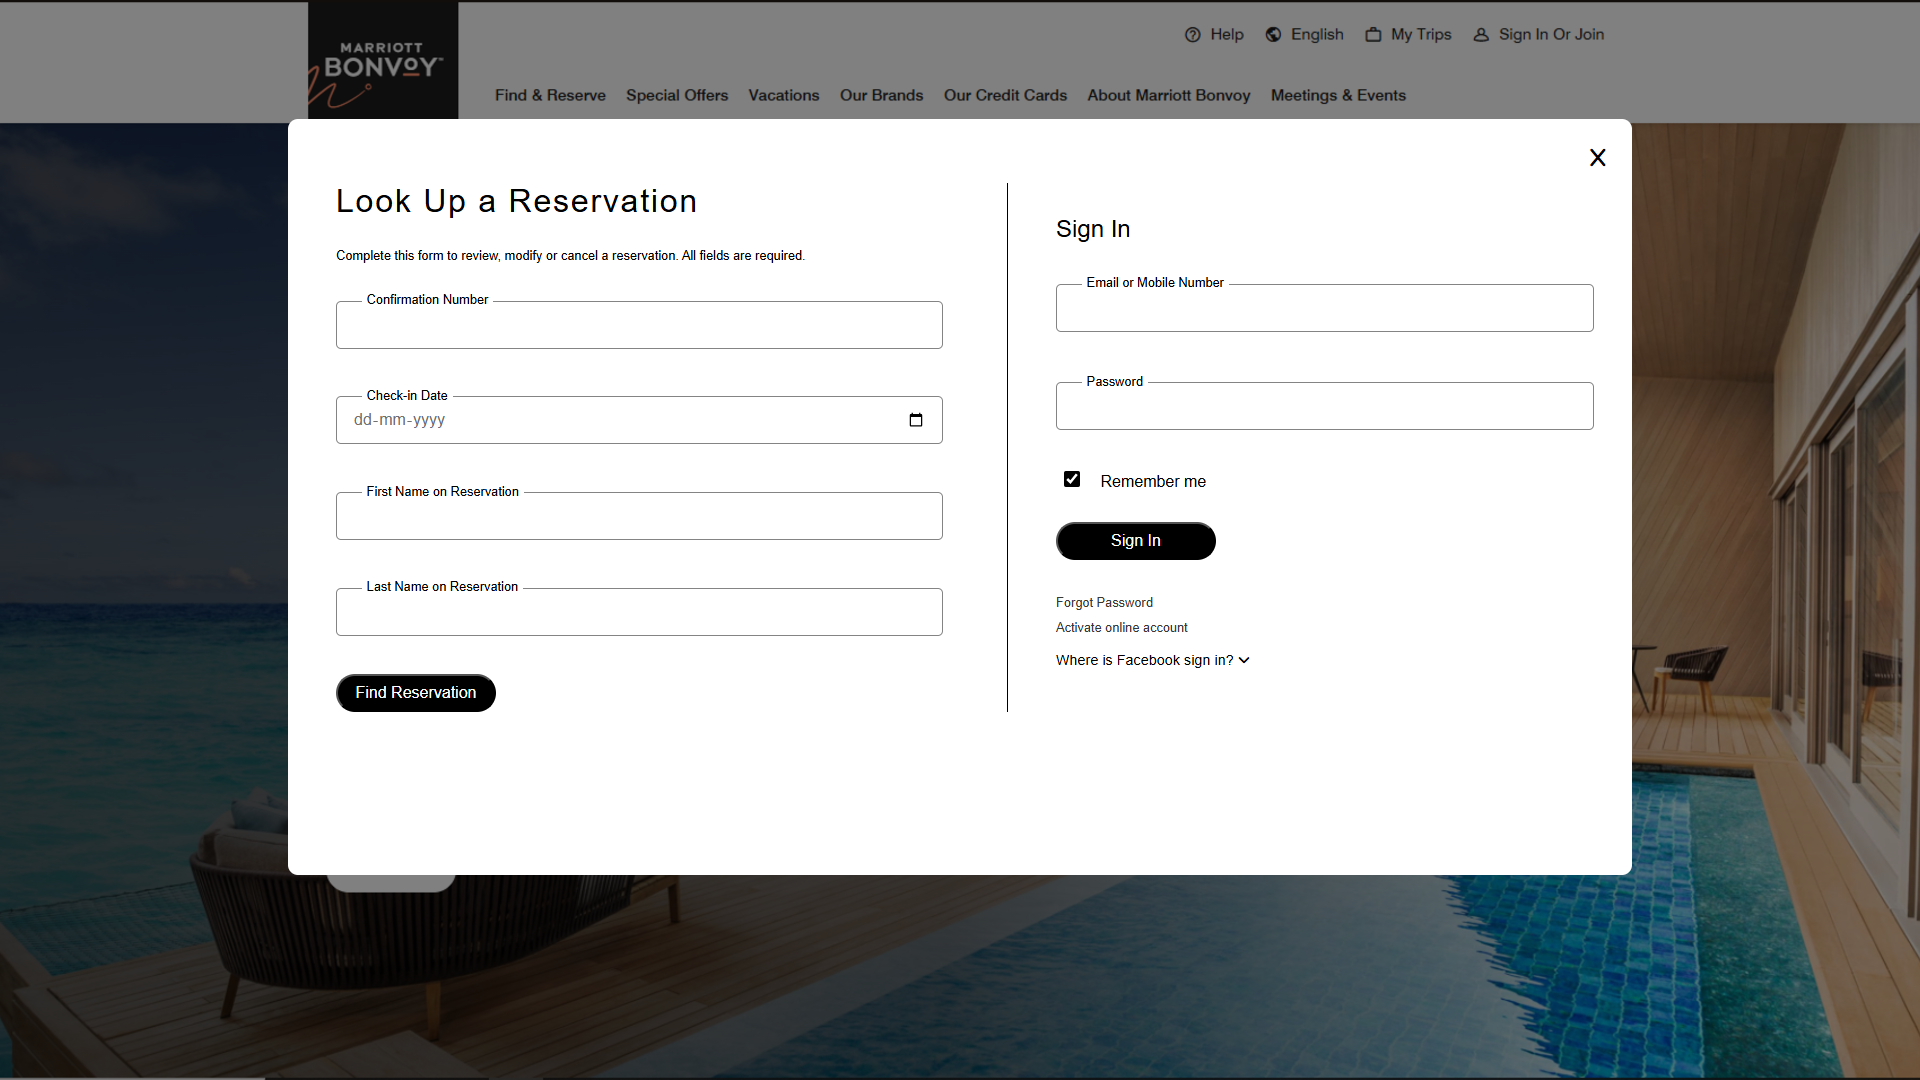 MARRIOTT
BONVOY™
Help
English
My Trips
Sign In Or Join
Find & Reserve
Special Offers
Vacations
Our Brands
Our Credit Cards
About Marriott Bonvoy
Meetings & Events
X
Look Up a Reservation
Complete this form to review, modify or cancel a reservation. All fields are required.
Confirmation Number
Check-in Date
dd-mm-yyyy
First Name on Reservation
Last Name on Reservation
Find Reservation
Sign In
Email or Mobile Number
Password
Remember me
Sign In
Forgot Password
Activate online account
Where is Facebook sign in?